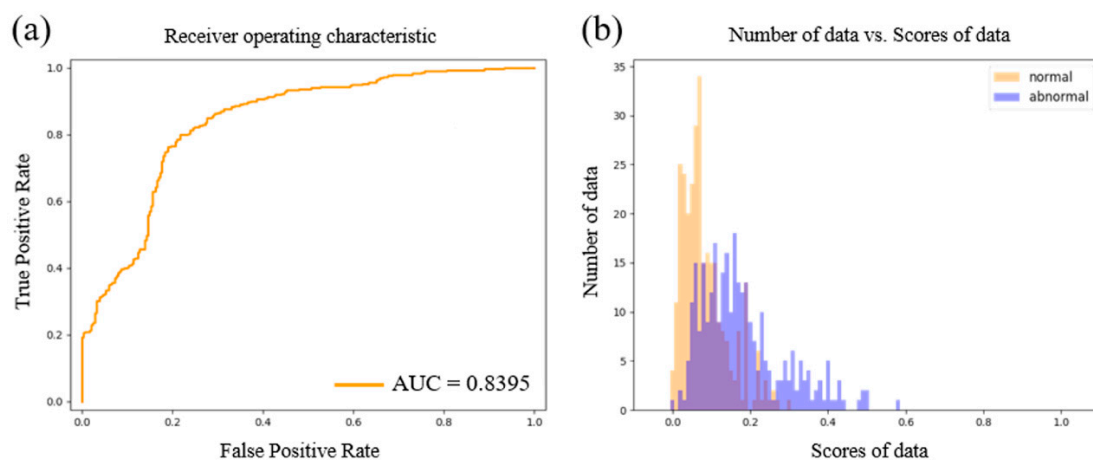 (a)
Receiver operating characteristic
1.0
0.8
0.6
0.4
0.2
0.0
True Positive Rate
AUC = 0.8395
0.0 0.2 0.4 0.6 0.8 1.0
False Positive Rate
(b)
Number of data vs. Scores of data
35
30
25
20
15
10
5
0
Number of data
normal
abnormal
0.0 0.2 0.4 0.6 0.8 1.0
Scores of data